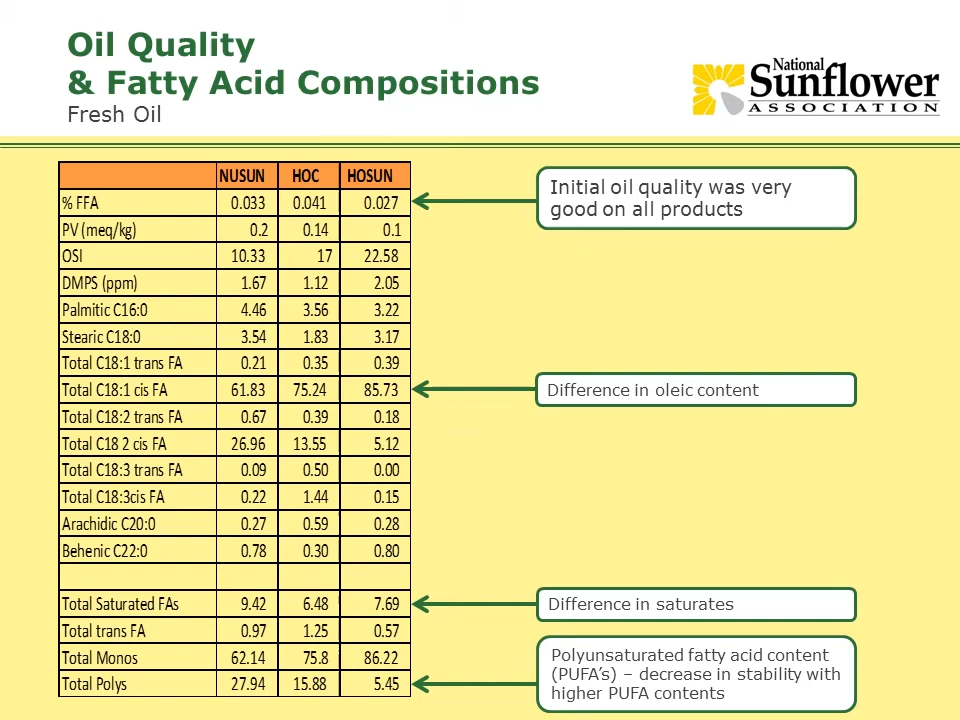 Oil Quality
& Fatty Acid Compositions
Fresh Oil
National
Sunflower
ASSOCIATION
NUSUN HOC HOSUN
% FFA 0.033 0.041 0.027
PV (meq/kg) 0.2 0.14 0.1
OSI 10.33 17 22.58
DMPS (ppm) 1.67 1.12 2.05
Palmitic C16:0 4.46 3.56 3.22
Stearic C18:0 3.54 1.83 3.17
Total C18:1 trans FA 0.21 0.35 0.39
Total C18:1 cis FA 61.83 75.24 85.73
Total C18:2 trans FA 0.67 0.39 0.18
Total C18 2 cis FA 26.96 13.55 5.12
Total C18:3 trans FA 0.09 0.50 0.00
Total C18:3cis FA 0.22 1.44 0.15
Arachidic C20:0 0.27 0.59 0.28
Behenic C22:0 0.78 0.30 0.80
Total Saturated FAs 9.42 6.48 7.69
Total trans FA 0.97 1.25 0.57
Total Monos 62.14 75.8 86.22
Total Polys 27.94 15.88 5.45
Initial oil quality was very
good on all products
Difference in oleic content
Difference in saturates
Polyunsaturated fatty acid content
(PUFA's) – decrease in stability with
higher PUFA contents